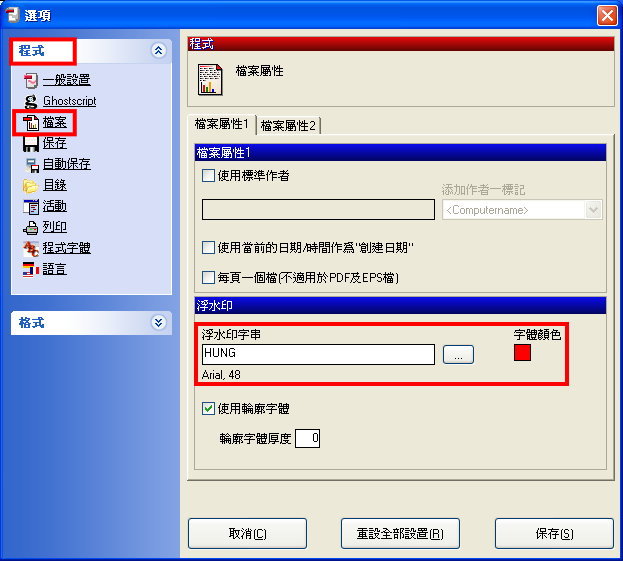 選項
程式
一般設置
Ghostscript
檔案
保存
自動保存
目錄
活動
列印
程式字體
語言
格式
程式
檔案屬性
檔案屬性1 檔案屬性2
檔案屬性1
使用標準作者
添加作者一標記
<Computername>
使用當前的日期/時間作爲"創建日期"
每頁一個檔(不適用於PDF及EPS檔)
浮水印
浮水印字串 字體顏色
HUNG ...
Arial, 48
使用輪廓字體
輪廓字體厚度 0
取消(C) 重設全部設置(R) 保存(S)